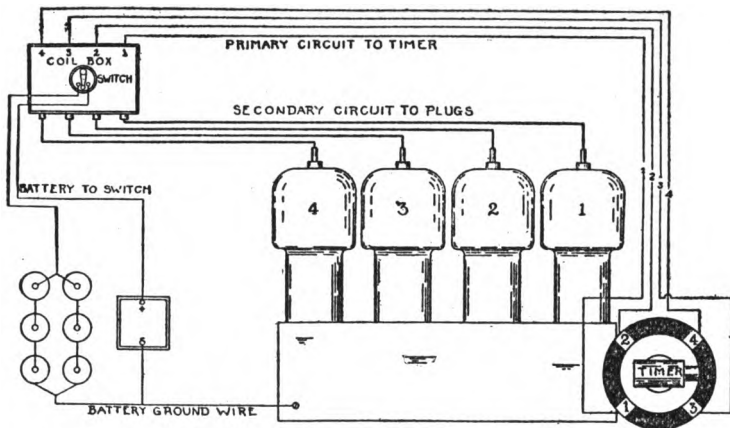 4 3 2 1
COIL BOX
SWITCH
PRIMARY CIRCUIT TO TIMER
SECONDARY CIRCUIT TO PLUGS
BATTERY TO SWITCH
4 3 2 1
1 2 3 4
+
2 4
TIMER
1 3
BATTERY GROUND WIRE